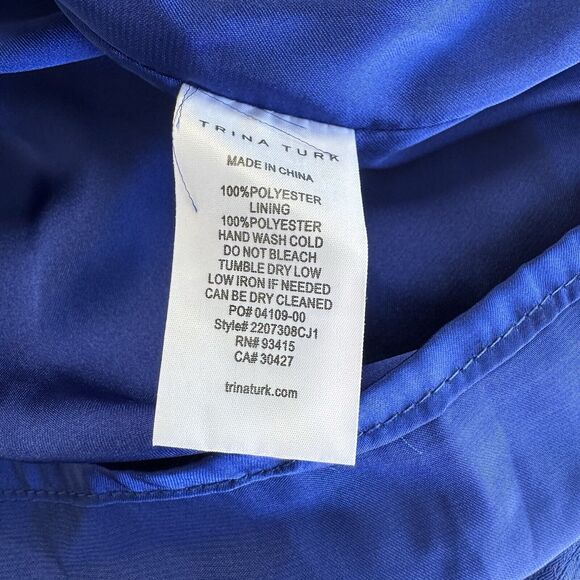 TRINA TURK
MADE IN CHINA
100%POLYESTER
LINING
100%POLYESTER
HAND WASH COLD
DO NOT BLEACH
TUMBLE DRY LOW
LOW IRON IF NEEDED
CAN BE DRY CLEANED
PO# 04109-00
Style# 2207308CJ1
RN# 93415
CA# 30427
trinaturk.com